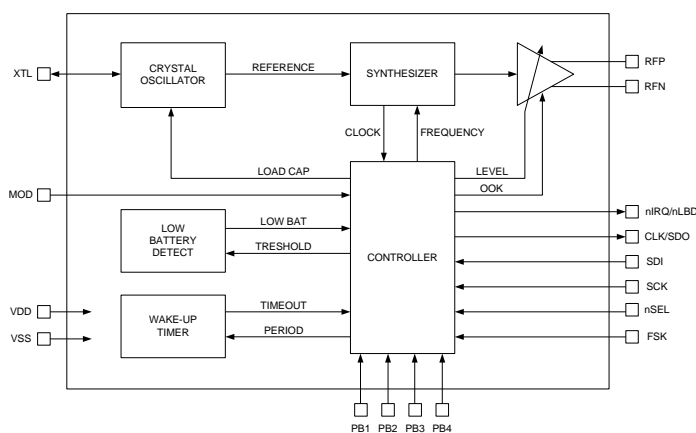 XTL
CRYSTAL
OSCILLATOR
REFERENCE
SYNTHESIZER
RFP
RFN
CLOCK
FREQUENCY
LOAD CAP
LEVEL
OOK
MOD
LOW
BATTERY
DETECT
LOW BAT
TRESHOLD
CONTROLLER
nIRQ/nLBD
CLK/SDO
SDI
SCK
nSEL
FSK
VDD
VSS
WAKE-UP
TIMER
TIMEOUT
PERIOD
PB1 PB2 PB3 PB4